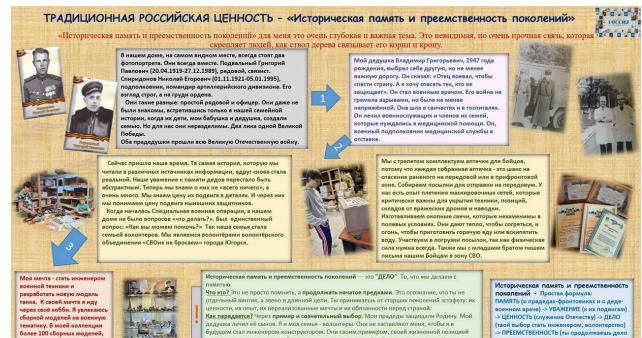 ТРАДИЦИОННАЯ РОССИЙСКАЯ ЦЕННОСТЬ - «Историческая память и преемственность поколений»
«Историческая память и преемственность поколений» для меня это очень глубокая и важная тема. Это невидимая, но очень прочная связь, которая
скрепляет людей, как ствол дерева связывает его корни и крону.
РОССИЯ
В нашем доме, на самом видном месте, всегда стоят два
фотопортрета. Они всегда вместе. Подвальный Григорий
Павлович (20.04.1919-27.12.1989), рядовой, связист.
Спиридонов Николай Егорович (01.11.1921-05.01.1995),
подполковник, командир артиллерийского дивизиона. Его
взгляд строг, а на груди ордена.
Они такие разные: простой рядовой и офицер. Они даже не
были знакомы, встретившись только в нашей семейной
истории, когда их дети, мои бабушка и дедушка, создали
семью. Но для нас они неразделимы. Два лика одной Великой
Победы.
Оба прадедушки прошли всю Великую Отечественную войну.
1
Мой дедушка Владимир Григорьевич, 1947 года
рождения, выбрал себе другую, но не менее
важную дорогу. Он сказал: «Отец воевал, чтобы
спасти страну. А я хочу спасать тех, кто ее
защищает». Он стал военным врачом. Его война не
гремела взрывами, но была не менее
напряжённой. Она шла в санчастях и в госпиталях.
Он лечил военнослужащих и членов их семей,
которые нуждались в медицинской помощи. Он,
военный подполковник медицинской службы в
отставке.
2
Сейчас пришло наше время. Та самая история, которую мы
читали в различных источниках информации, вдруг снова стала
реальной. Наше уважение к памяти дедов перестало быть
абстрактным. Теперь мы знаем о них не «всего ничего», а
очень много. Мы знаем цену их подвига в деталях. И через них
мы понимаем цену подвига нынешних защитников.
Когда началась Специальная военная операция, в нашем
доме не было вопросов «что делать?». Был единственный
вопрос: «Как мы можем помочь?» Так наша семья стала
семьей волонтеров. Мы являемся волонтёрами волонтёрского
объединения «СВОих не бросаем» города Югорск.
Мы с трепетом комплектуем аптечки для бойцов,
потому что каждая собранная аптечка - это шанс на
спасение раненного на передовой или в прифронтовой
зоне. Собираем посылки для отправки на передовую. У
нас есть опыт плетения маскировочных сетей, которые
критически важны для укрытия техники, позиций,
складов от вражеских дронов и наводки.
Изготавливаем окопные свечи, которые незаменимы в
полевых условиях. Они дают тепло, чтобы согреться, и
огонь, чтобы приготовить горячую еду или вскипятить
воду. Участвуем в погрузки посылок, так как физическая
сила нужна всегда. Также мы с младшим братом пишем
письма нашим бойцам в зону СВО.
3
Моя мечта - стать инженером
военной техники и
разработать новую модель
танка. К своей мечте я иду
через своё хобби. Я увлекаюсь
сборкой моделей на военную
тематику. В моей коллекции
более 100 сборных моделей,
Историческая память и преемственность поколений — это "ДЕЛО". То, что мы делаем с
памятью.
Что это? Это не просто помнить, а продолжать начатое предками. Это осознание, что ты не
отдельный винтик, а звено в длинной цепи. Ты принимаешь от старших поколений эстафету: их
ценности, их опыт, их нереализованные мечты и их обязанности перед страной.
Как передается? Через пример и сознательный выбор. Мои прадеды защищали Родину. Мой
дедушка лечил её сынов. Я и моя семья - волонтеры. Они не заставляют меня, чтобы я в
будущем стал инженером-конструктором. Они своим примером, своей жизненной позицией
Историческая память и преемственность
поколений – Простая формула:
ПАМЯТЬ (о прадедах-фронтовиках и о деде-
военном враче) -> УВАЖЕНИЕ (к их подвигам)
-> ЦЕННОСТЬ (служение Отечеству) -> ДЕЛО
(твой выбор стать инженером, волонтёрство)
-> ПРЕЕМСТВЕННОСТЬ (ты продолжаешь дело